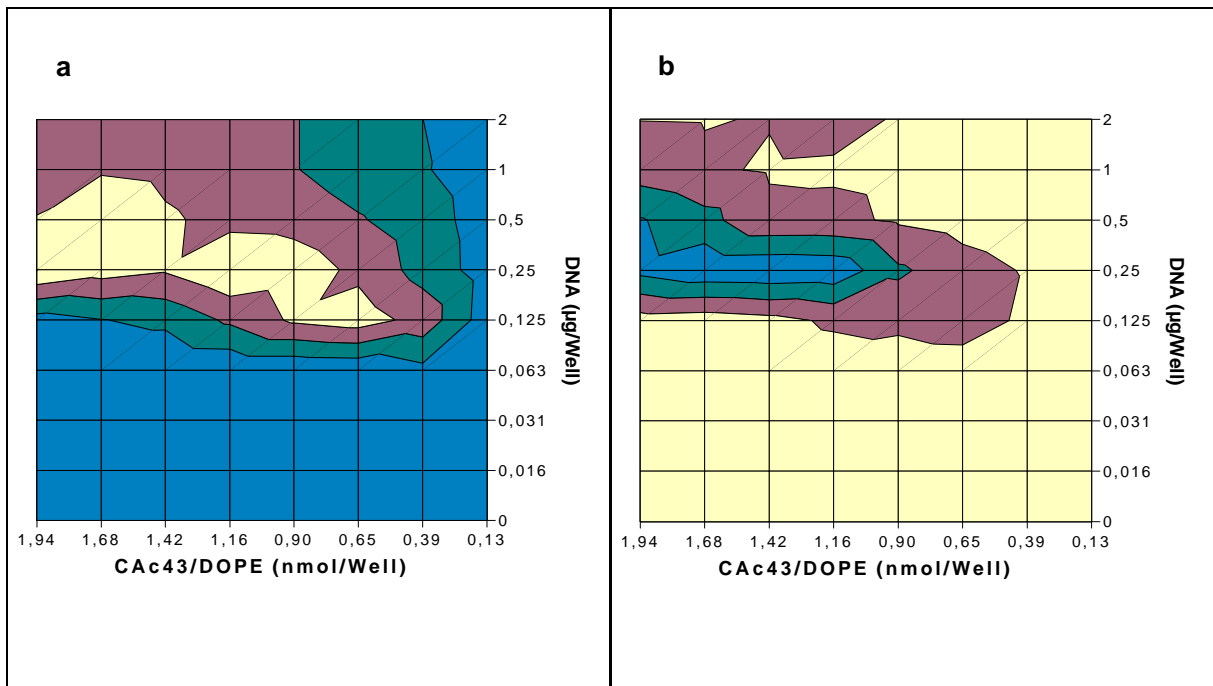 a
2
1
0,5
0,25
0,125
0,063
0,031
0,016
0
DNA (µg/Well)
1,94 1,68 1,42 1,16 0,90 0,65 0,39 0,13
CAc43/DOPE (nmol/Well)
b
2
1
0,5
0,25
0,125
0,063
0,031
0,016
0
DNA (µg/Well)
1,94 1,68 1,42 1,16 0,90 0,65 0,39 0,13
CAc43/DOPE (nmol/Well)